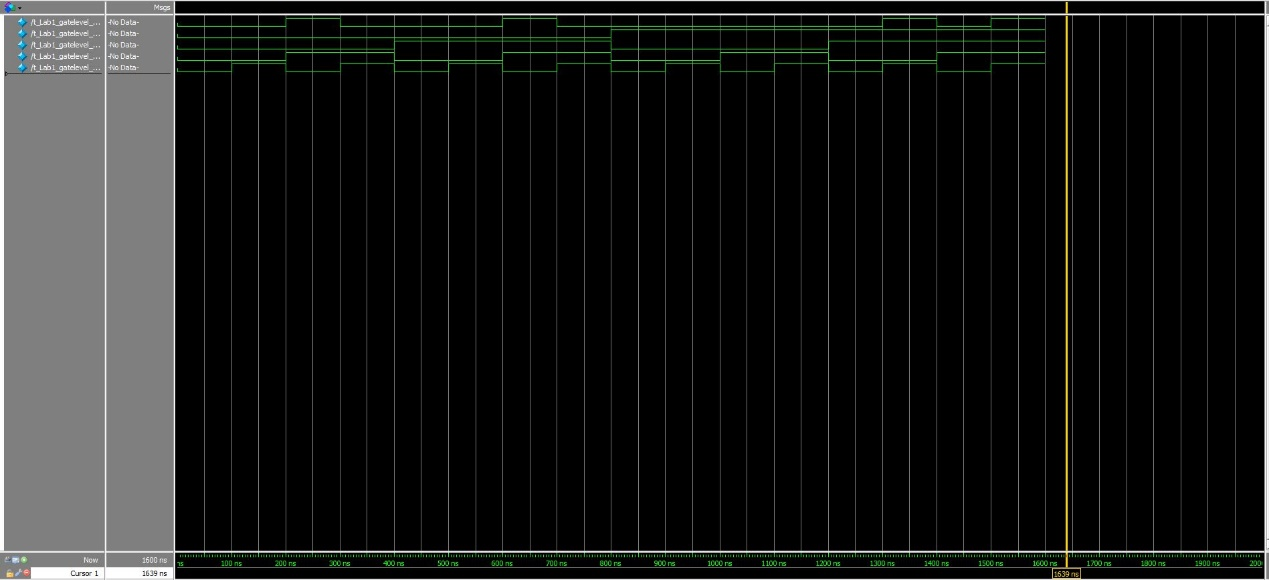 Msgs
/t_Lab1_gatelevel_... -No Data-
/t_Lab1_gatelevel_... -No Data-
/t_Lab1_gatelevel_... -No Data-
/t_Lab1_gatelevel_... -No Data-
/t_Lab1_gatelevel_... -No Data-
Now 1600 ns ns 100 ns 200 ns 300 ns 400 ns 500 ns 600 ns 700 ns 800 ns 900 ns 1000 ns 1100 ns 1200 ns 1300 ns 1400 ns 1500 ns 1600 ns 1700 ns 1800 ns 1900 ns 200
Cursor 1 1639 ns 1639 ns